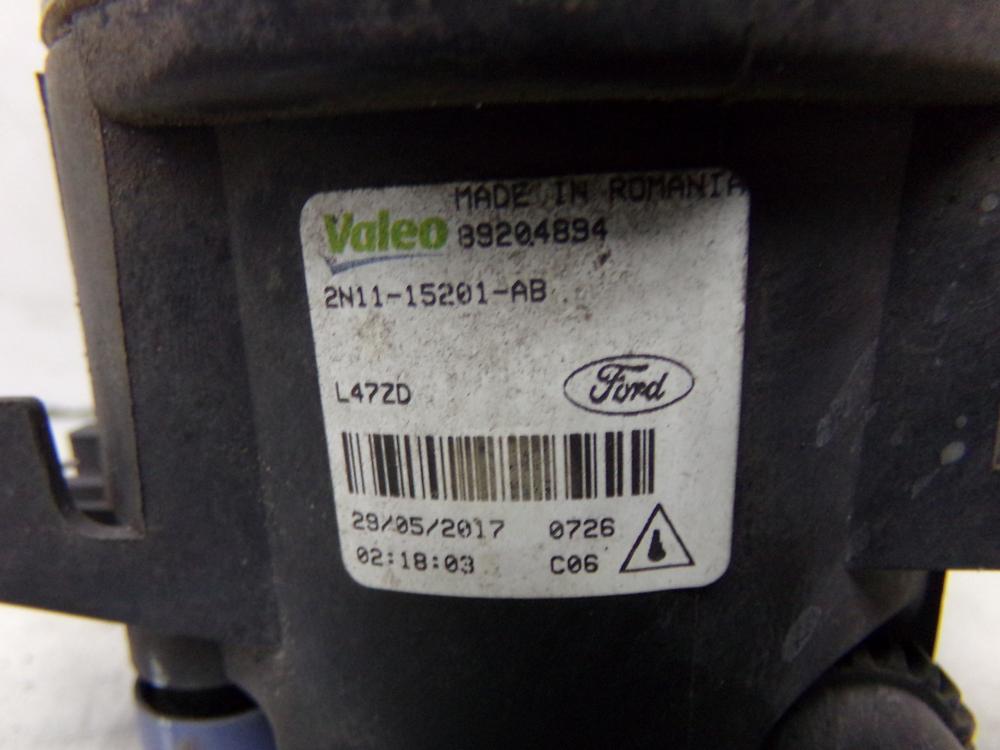 MADE IN ROMANIA
Valeo 89204894
2N11-15201-AB
L47ZD
Ford
29/05/2017 0726
02:18:03 C06